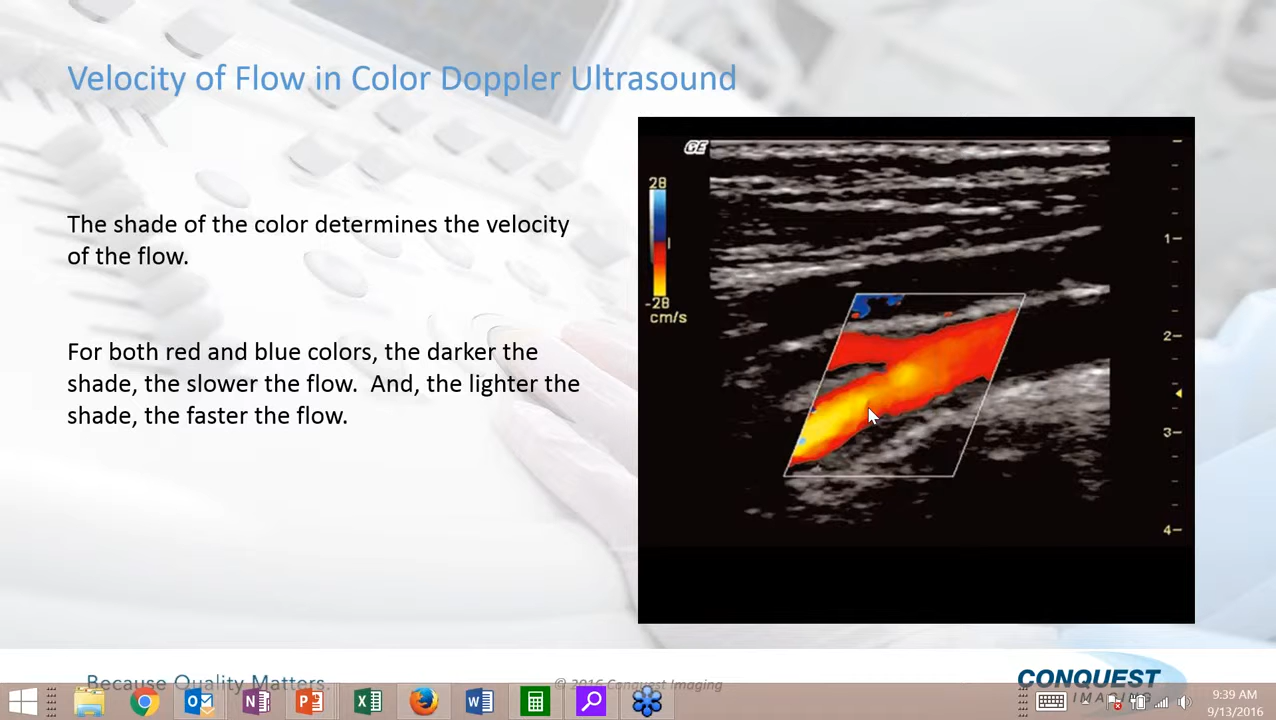 Velocity of Flow in Color Doppler Ultrasound
The shade of the color determines the velocity
of the flow.
For both red and blue colors, the darker the
shade, the slower the flow.  And, the lighter the
shade, the faster the flow.
GE
28
-28
cm/s
1
2
3
4
Because Quality Matters.
© 2016 Conquest Imaging
CONQUEST
IMAGING
9:39 AM
9/13/2016